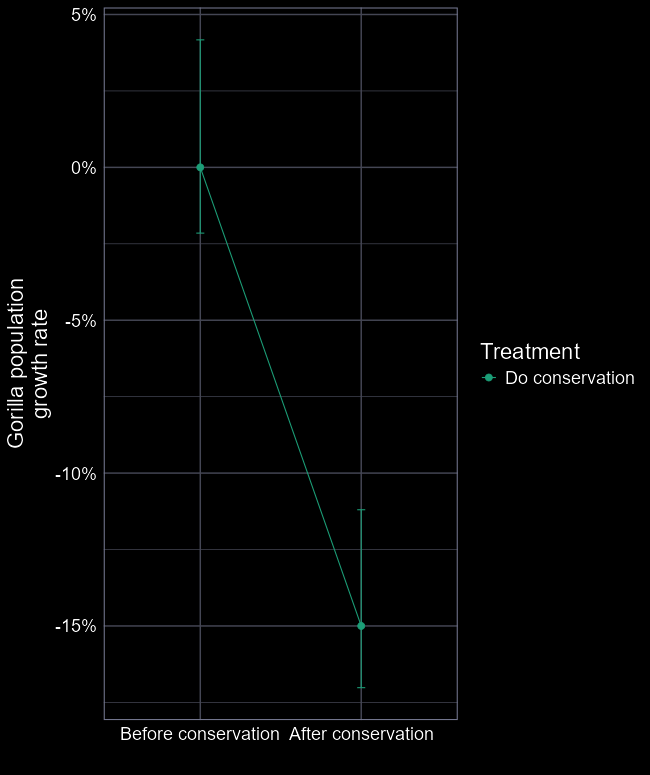 5%
0%
-5%
-10%
-15%
Gorilla population
growth rate
Before conservation
After conservation
Treatment
Do conservation